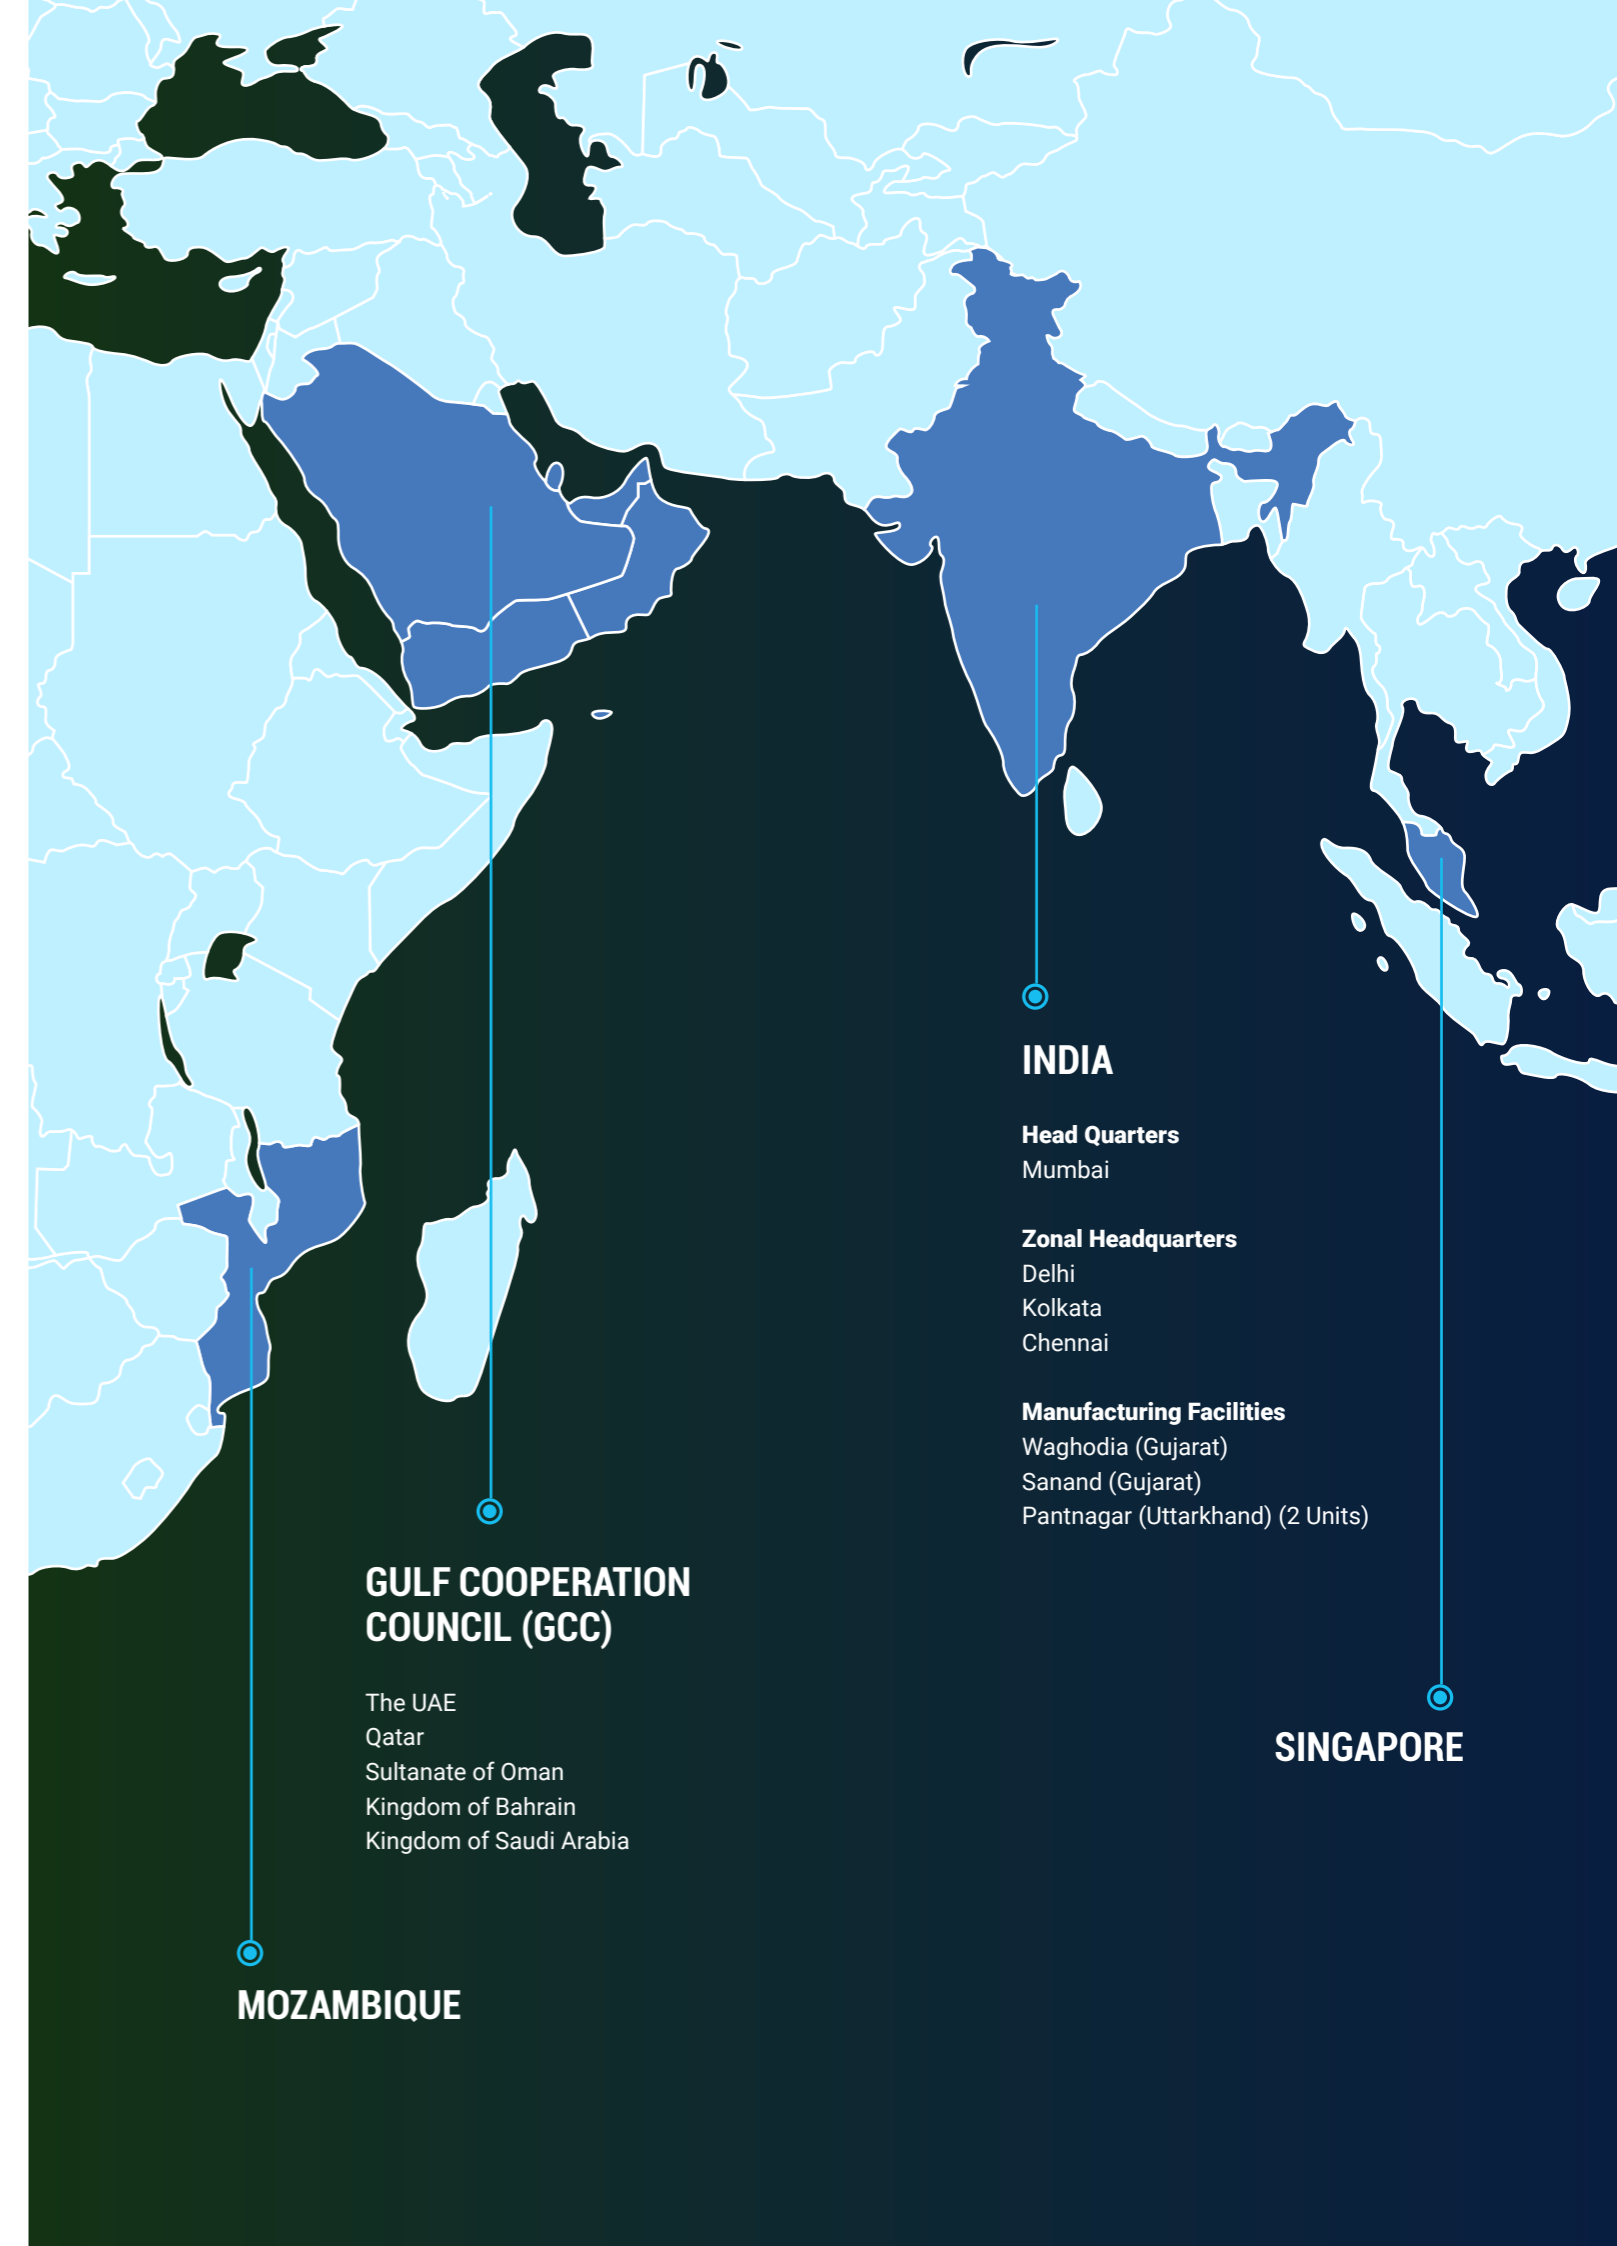 INDIA
Head Quarters
Mumbai
Zonal Headquarters
Delhi
Kolkata
Chennai
Manufacturing Facilities
Waghodia (Gujarat)
Sanand (Gujarat)
Pantnagar (Uttarkhand) (2 Units)
GULF COOPERATION
COUNCIL (GCC)
The UAE
Qatar
Sultanate of Oman
Kingdom of Bahrain
Kingdom of Saudi Arabia
SINGAPORE
MOZAMBIQUE